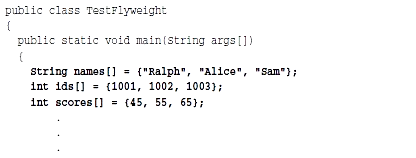 public class TestFlyweight
{
public static void main(String args[])
{
String names[] = {"Ralph", "Alice", "Sam"};
int ids[] = {1001, 1002, 1003};
int scores[] = {45, 55, 65};
.
.
.